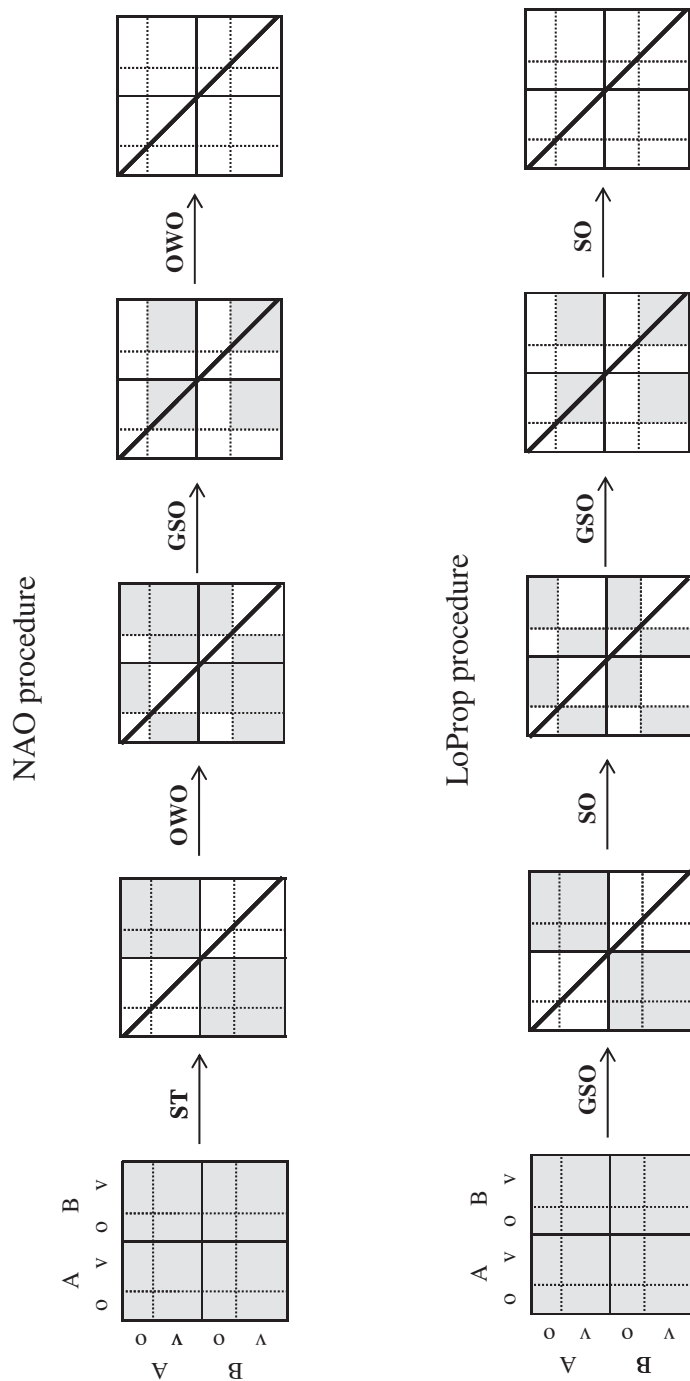 NAO procedure
A B
o v o v
A
B
o
v
o
v
ST
OWO
GSO
OWO
LoProp procedure
A B
o v o v
A
B
o
v
o
v
GSO
SO
GSO
SO